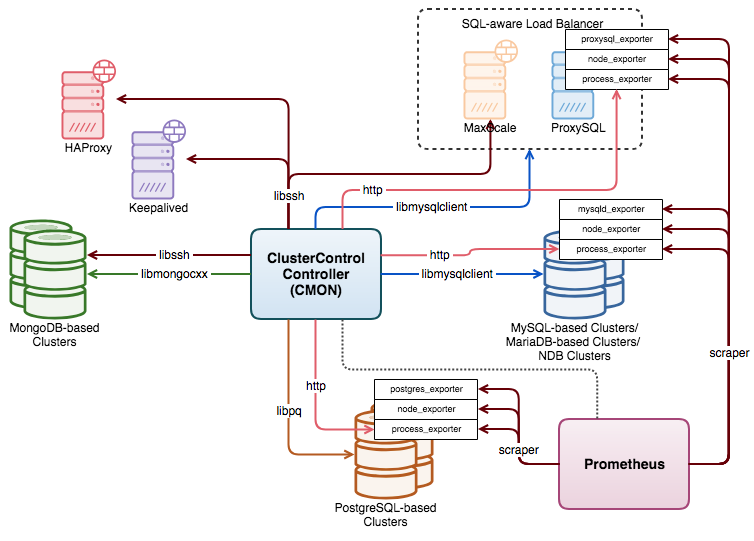 SQL-aware Load Balancer
proxysql_exporter
node_exporter
process_exporter
MaxScale
ProxySQL
HAProxy
Keepalived
libssh
http
libmysqlclient
mysqld_exporter
node_exporter
process_exporter
ClusterControl
Controller
(CMON)
libssh
libmongocxx
http
libmysqlclient
MongoDB-based
Clusters
MySQL-based Clusters/
MariaDB-based Clusters/
NDB Clusters
scraper
http
libpq
postgres_exporter
node_exporter
process_exporter
scraper
Prometheus
PostgreSQL-based
Clusters